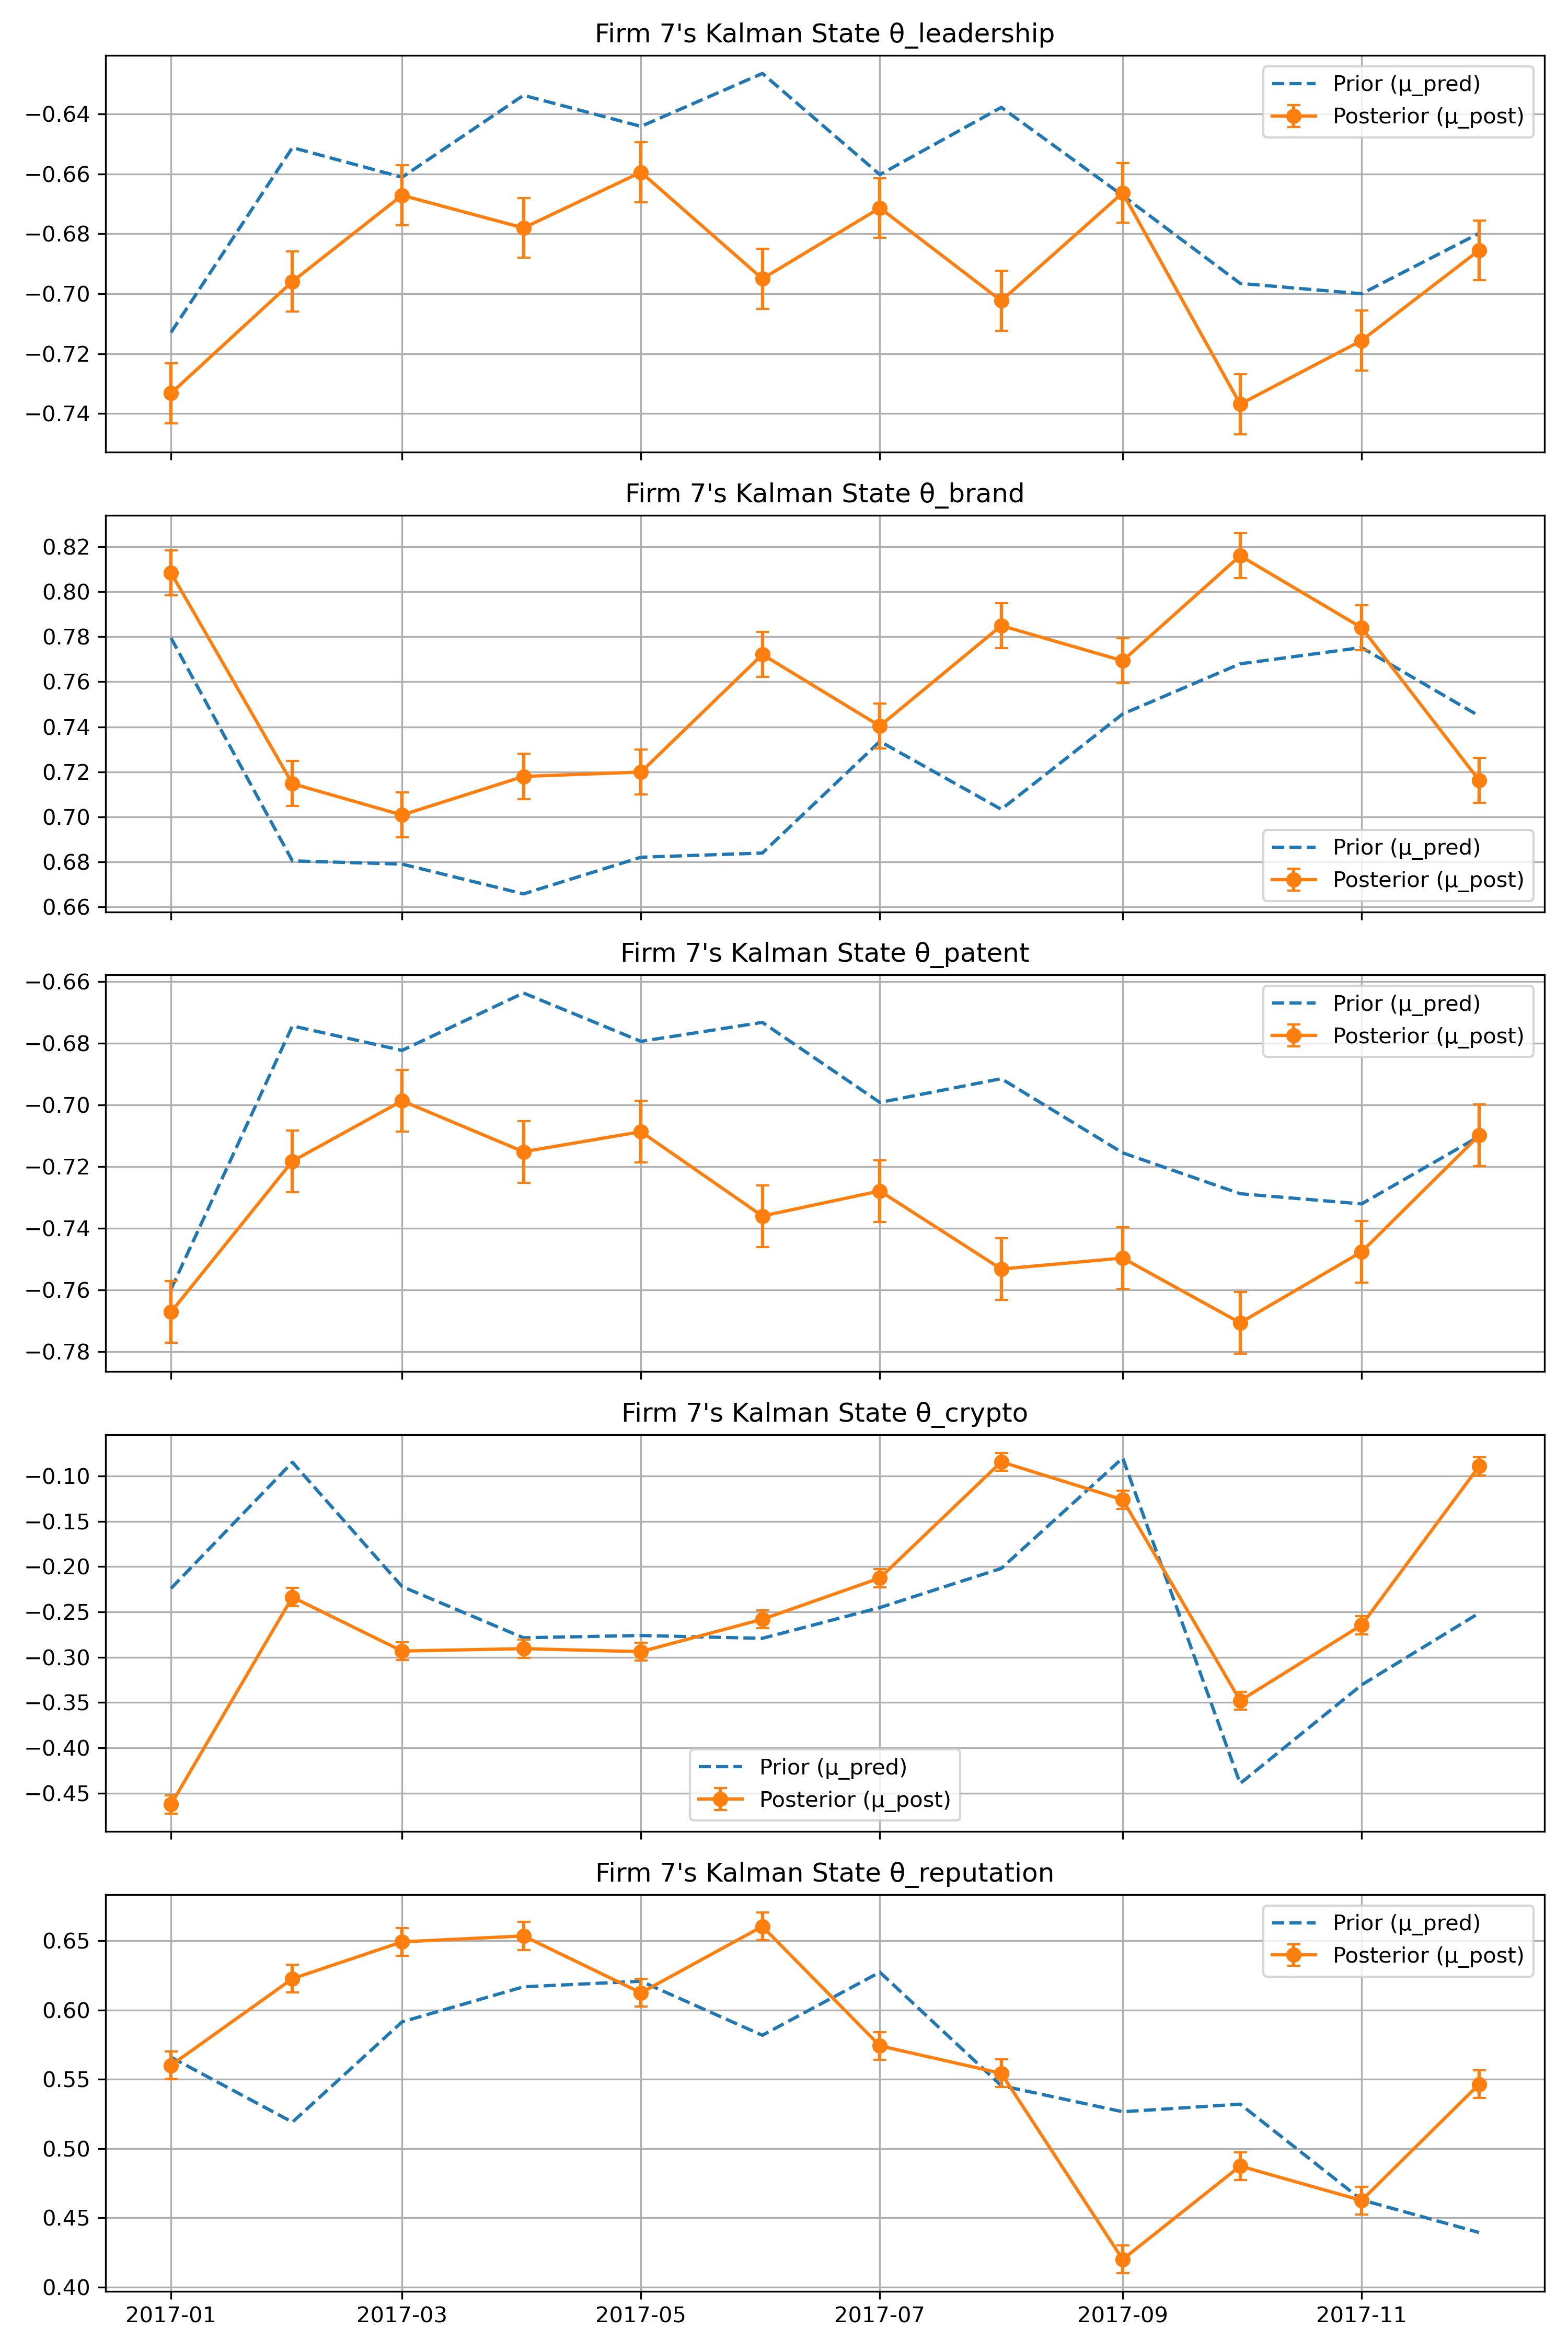 Firm 7's Kalman State θ_leadership
−0.64
−0.66
−0.68
−0.70
−0.72
−0.74
Prior (μ_pred)
Posterior (μ_post)
Firm 7's Kalman State θ_brand
0.82
0.80
0.78
0.76
0.74
0.72
0.70
0.68
0.66
Prior (μ_pred)
Posterior (μ_post)
Firm 7's Kalman State θ_patent
−0.66
−0.68
−0.70
−0.72
−0.74
−0.76
−0.78
Prior (μ_pred)
Posterior (μ_post)
Firm 7's Kalman State θ_crypto
−0.10
−0.15
−0.20
−0.25
−0.30
−0.35
−0.40
−0.45
Prior (μ_pred)
Posterior (μ_post)
Firm 7's Kalman State θ_reputation
0.65
0.60
0.55
0.50
0.45
0.40
Prior (μ_pred)
Posterior (μ_post)
2017-01 2017-03 2017-05 2017-07 2017-09 2017-11